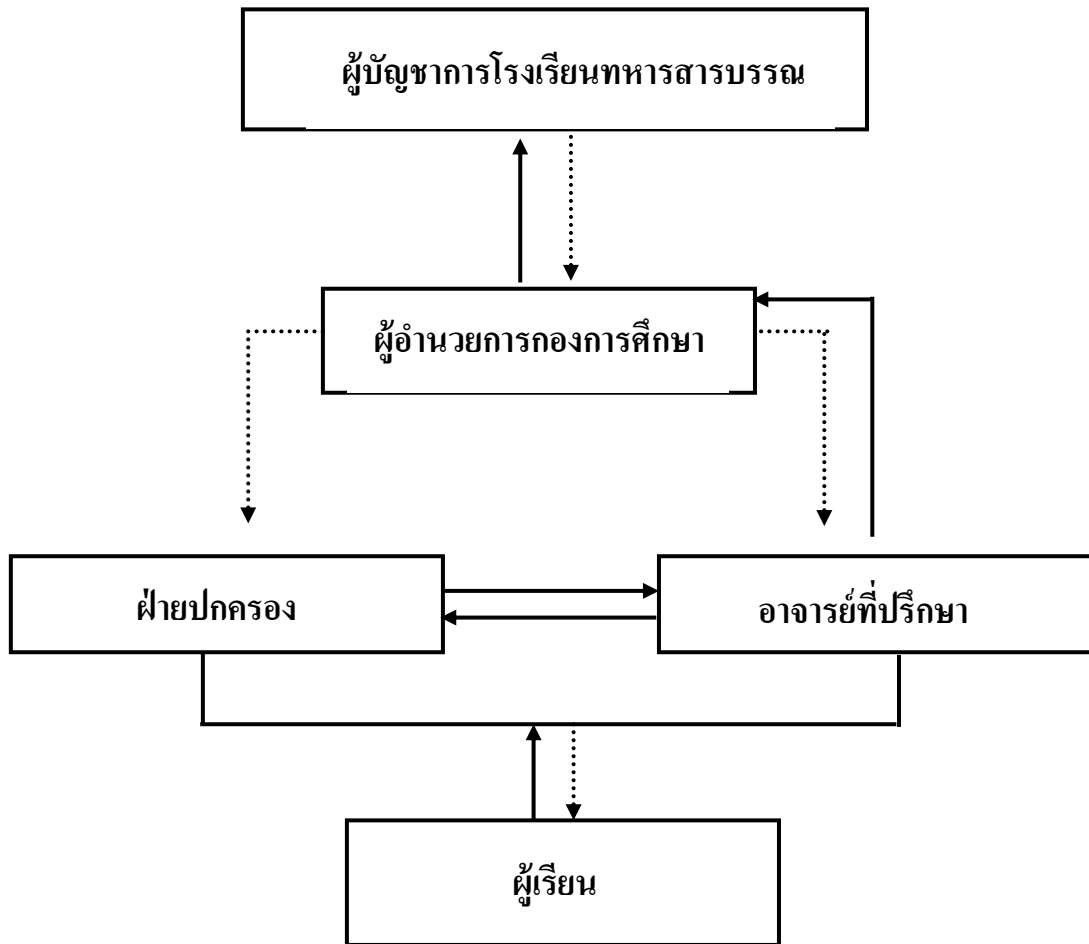 ผู้บัญชาการโรงเรียนทหารสารบรรณ
ผู้อำนวยการกองการศึกษา
ฝ่ายปกครอง
อาจารย์ที่ปรึกษา
ผู้เรียน